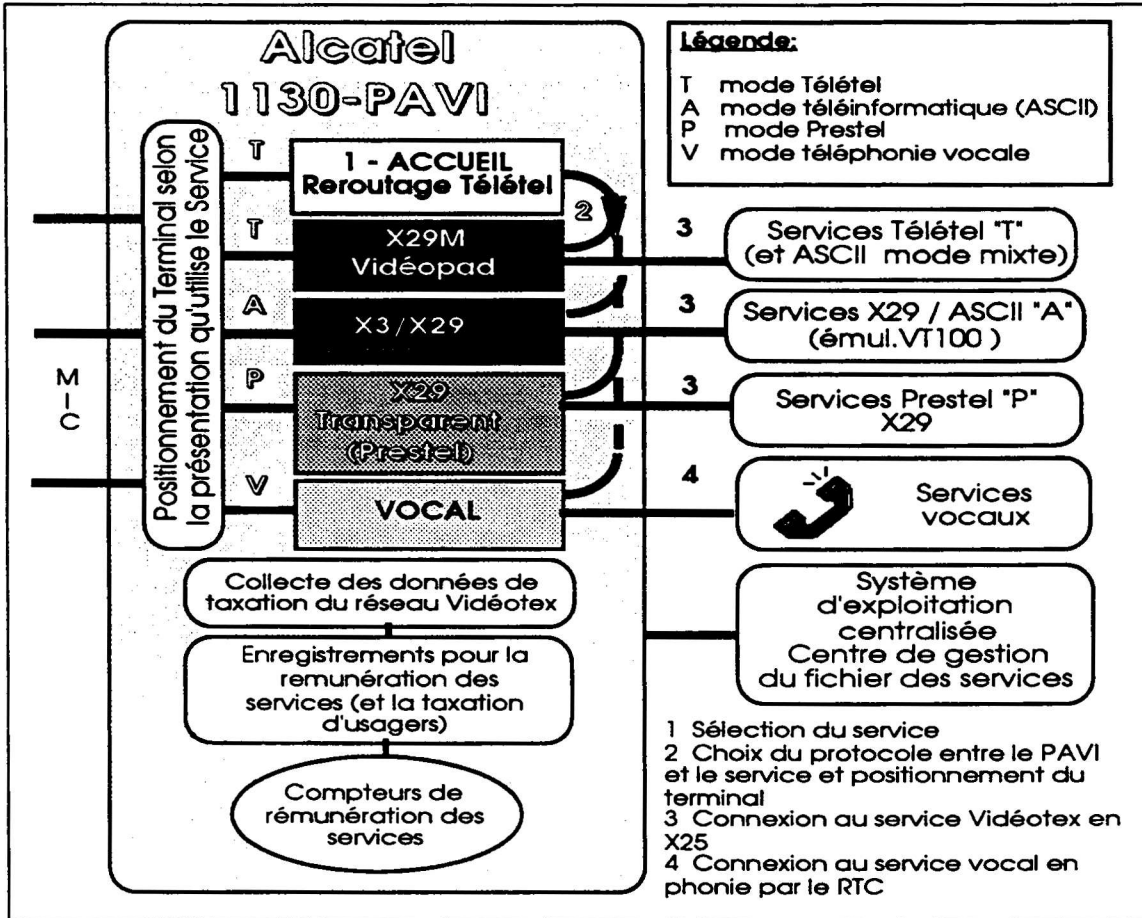 Alcatel
1130-PAVI
MIC
Positionnement du Terminal selon
la présentation qu'utilise le Service
T
1 - ACCUEIL
Reroutage Télétel
2
T
X29M
Vidéopad
A
X3/X29
P
X29
Transparent
(Prestel)
V
VOCAL
Collecte des données de
taxation du réseau Vidéotex
Enregistrements pour la
remunération des
services (et la taxation
d'usagers)
Compteurs de
rémunération des
services
Légende:
T mode Télétel
A mode téléinformatique (ASCII)
P mode Prestel
V mode téléphonie vocale
3
Services Télétel "T"
(et ASCII mode mixte)
3
Services X29 / ASCII "A"
(émul.VT100 )
3
Services Prestel "P"
X29
4
Services
vocaux
Système
d'exploitation
centralisée
Centre de gestion
du fichier des services
1 Sélection du service
2 Choix du protocole entre le PAVI
et le service et positionnement du
terminal
3 Connexion au service Vidéotex en
X25
4 Connexion au service vocal en
phonie par le RTC